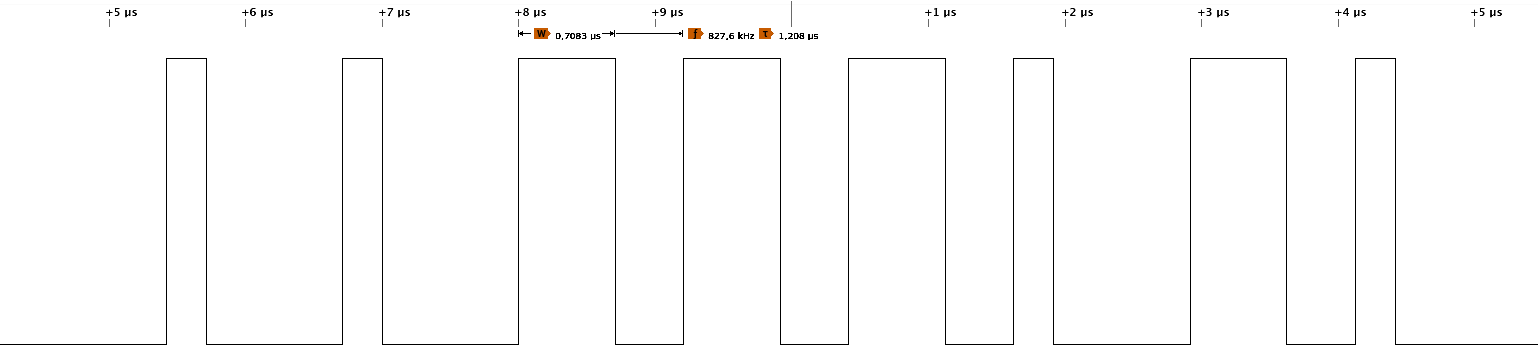 +5 µs +6 µs +7 µs +8 µs +9 µs +1 µs +2 µs +3 µs +4 µs +5 µs
W 0,7083 µs f 827,6 kHz τ 1,208 µs